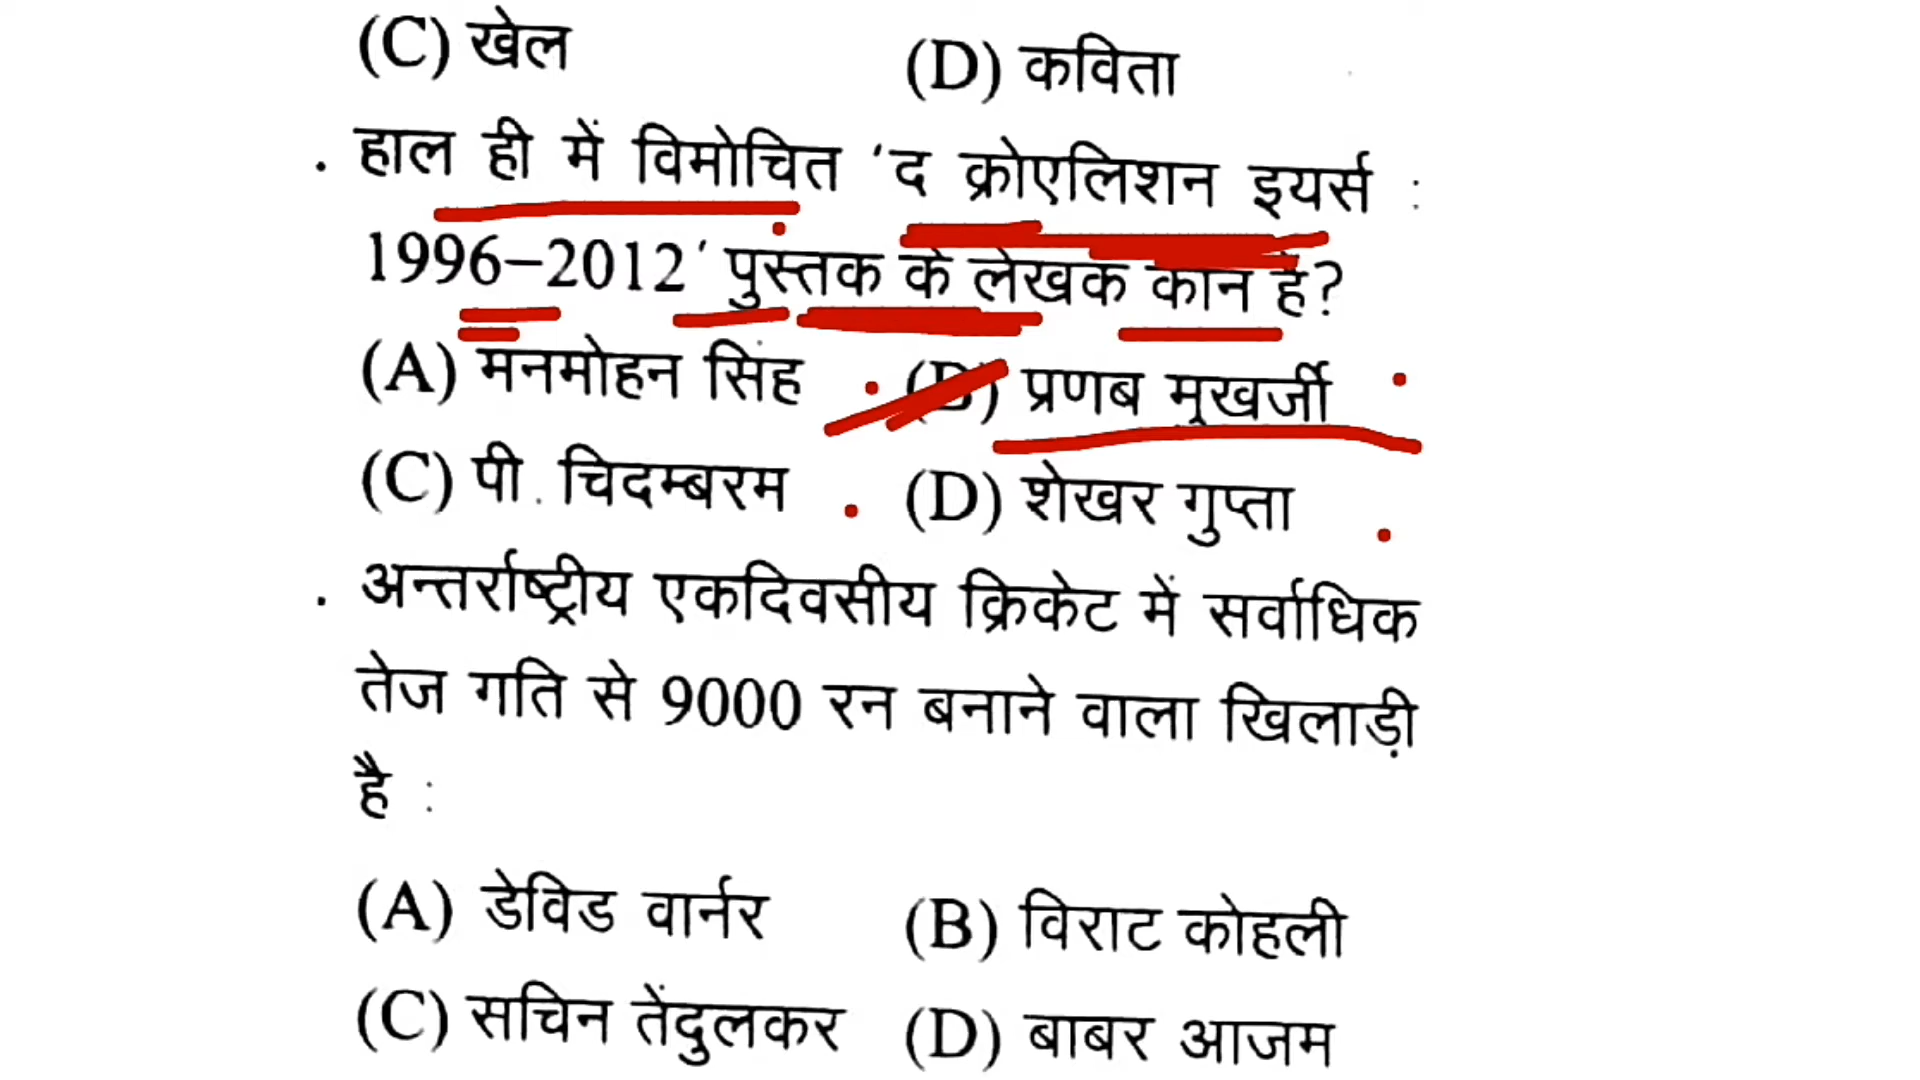 (C) खेल (D) कविता
. हाल ही में विमोचित 'द क्रोएलिशन इयर्स :
1996–2012' पुस्तक के लेखक कौन है?
(A) मनमोहन सिंह (B) प्रणब मुखर्जी
(C) पी. चिदम्बरम (D) शेखर गुप्ता
. अन्तर्राष्ट्रीय एकदिवसीय क्रिकेट में सर्वाधिक
तेज गति से 9000 रन बनाने वाला खिलाड़ी
है :
(A) डेविड वार्नर (B) विराट कोहली
(C) सचिन तेंदुलकर (D) बाबर आजम